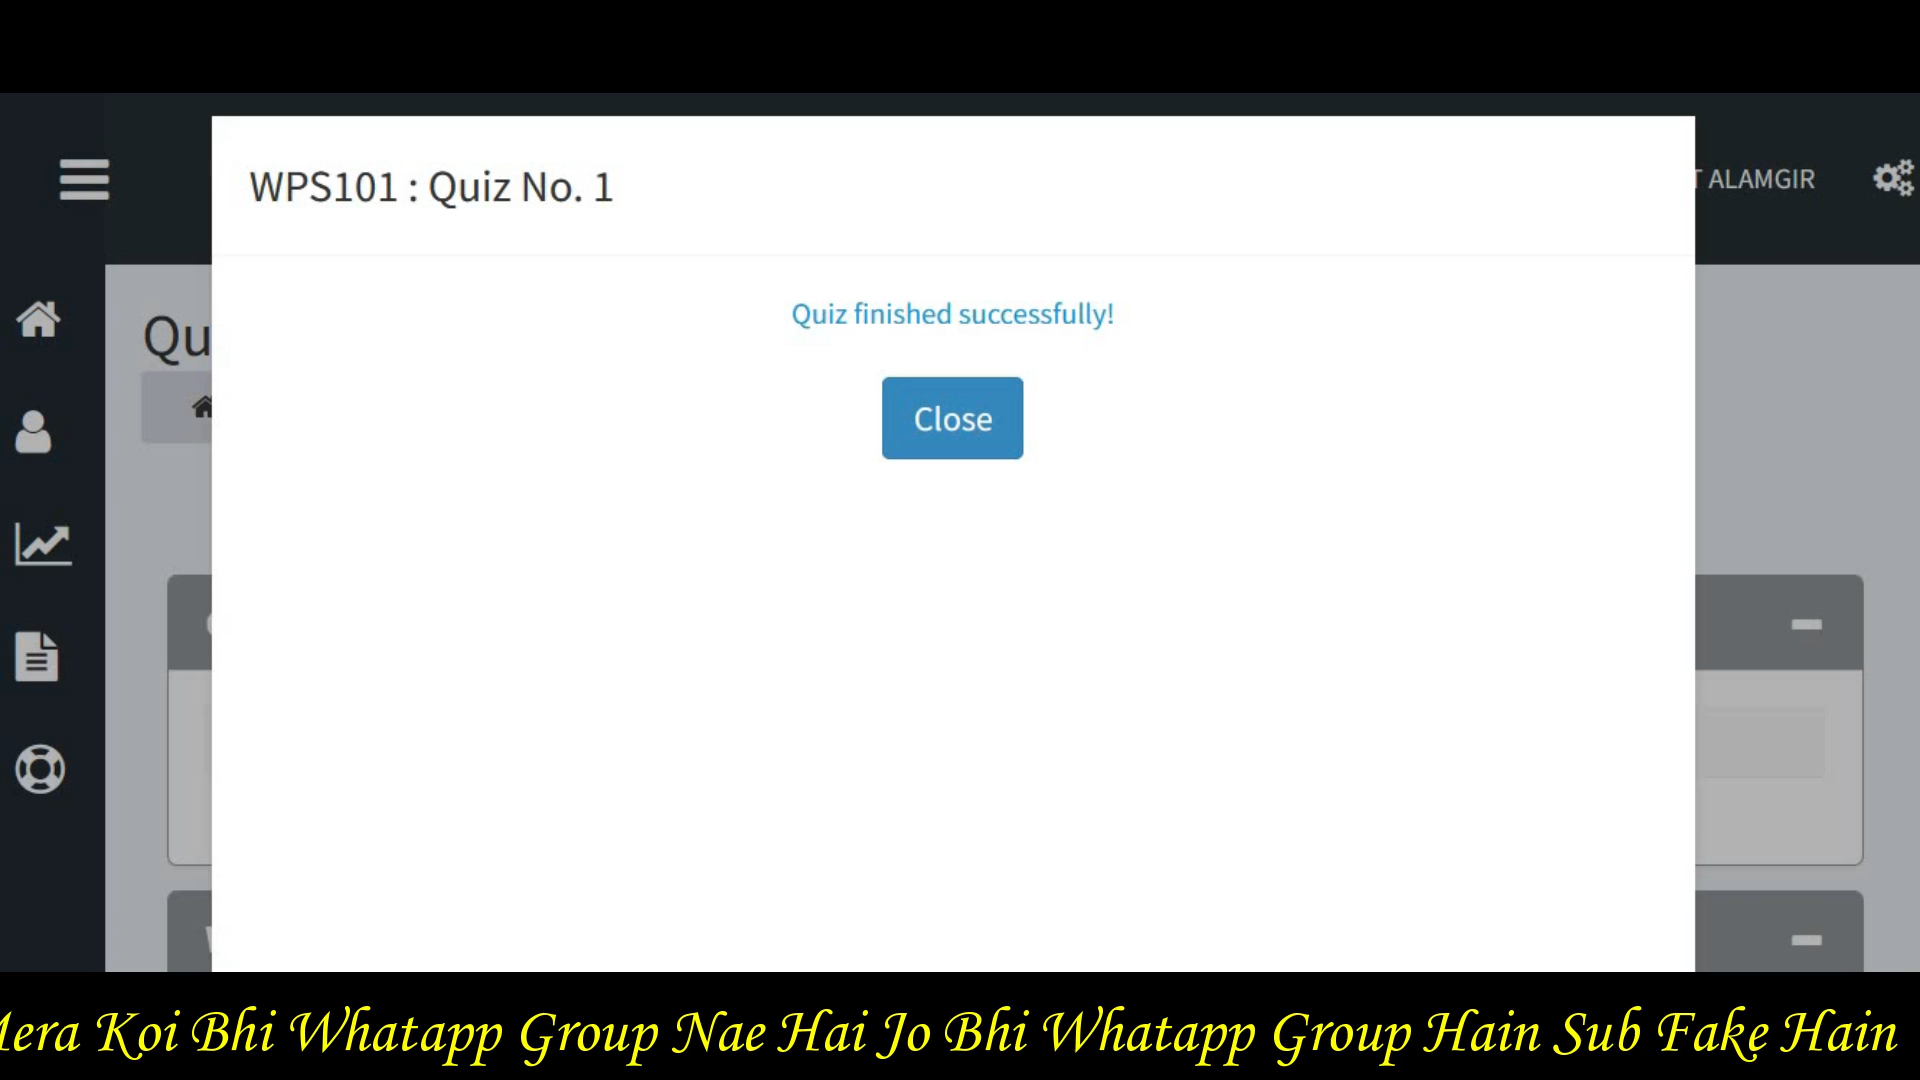 WPS101 : Quiz No. 1
ALAMGIR
Quiz finished successfully!
Close
Koi Bhi Whatapp Group Nae Hai Jo Bhi Whatapp Group Hain Sub Fake Hain